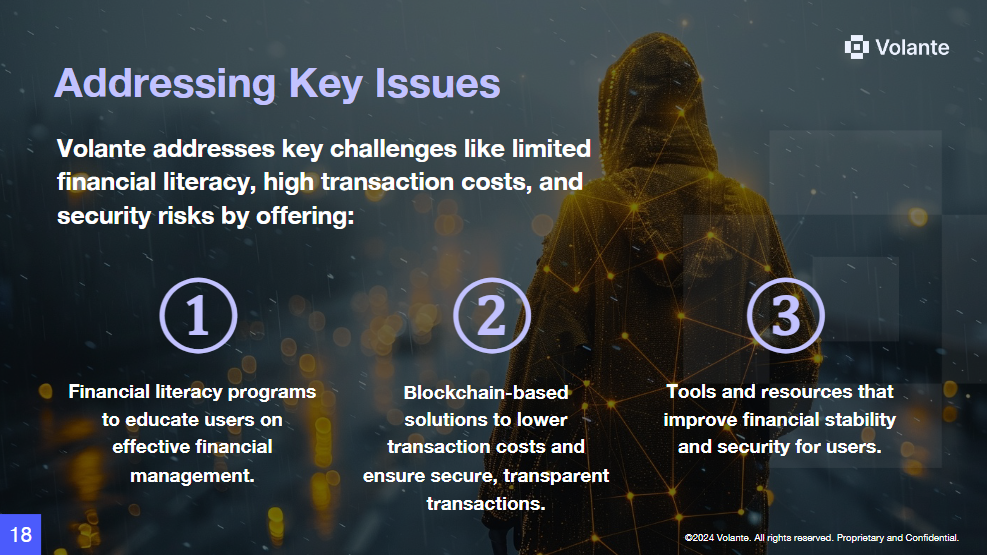 Volante
Addressing Key Issues
Volante addresses key challenges like limited
financial literacy, high transaction costs, and
security risks by offering:
1
2
3
Financial literacy programs
to educate users on
effective financial
management.
Blockchain-based
solutions to lower
transaction costs and
ensure secure, transparent
transactions.
Tools and resources that
improve financial stability
and security for users.
18
©2024 Volante. All rights reserved. Proprietary and Confidential.